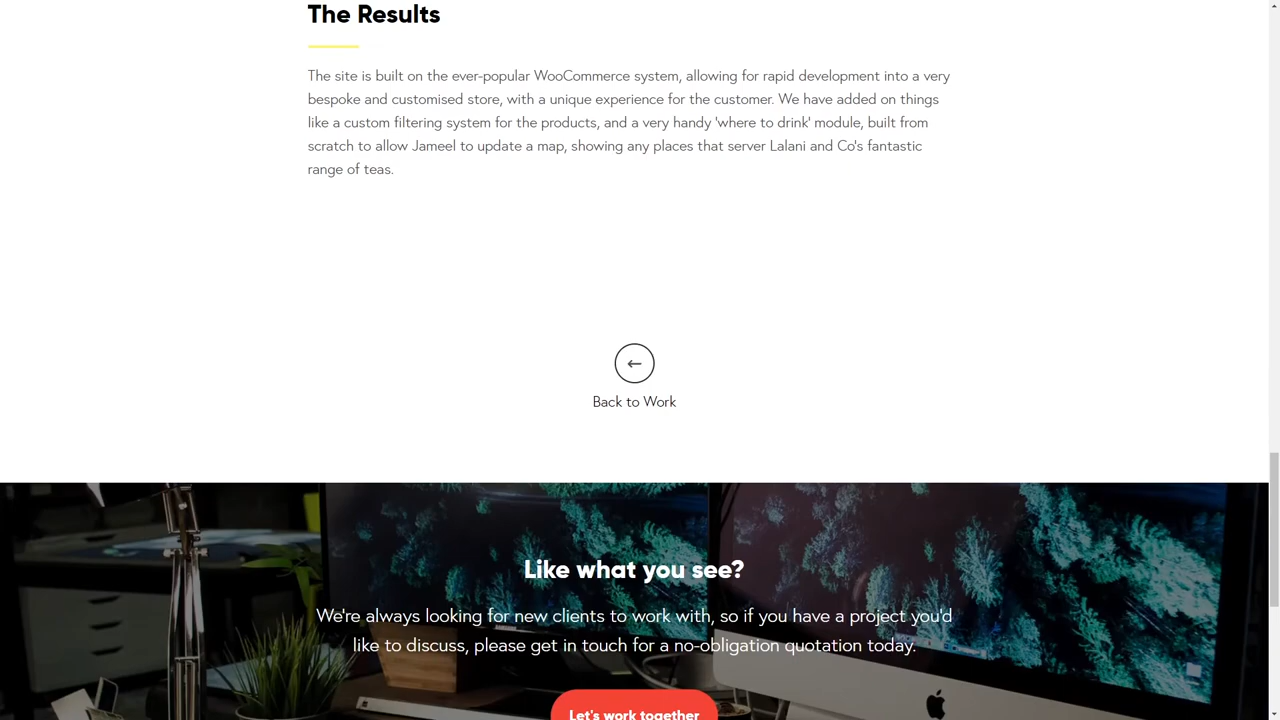 The Results
The site is built on the ever-popular WooCommerce system, allowing for rapid development into a very
bespoke and customised store, with a unique experience for the customer. We have added on things
like a custom filtering system for the products, and a very handy 'where to drink' module, built from
scratch to allow Jameel to update a map, showing any places that server Lalani and Co's fantastic
range of teas.
Back to Work
Like what you see?
We're always looking for new clients to work with, so if you have a project you'd
like to discuss, please get in touch for a no-obligation quotation today.
Let's work together